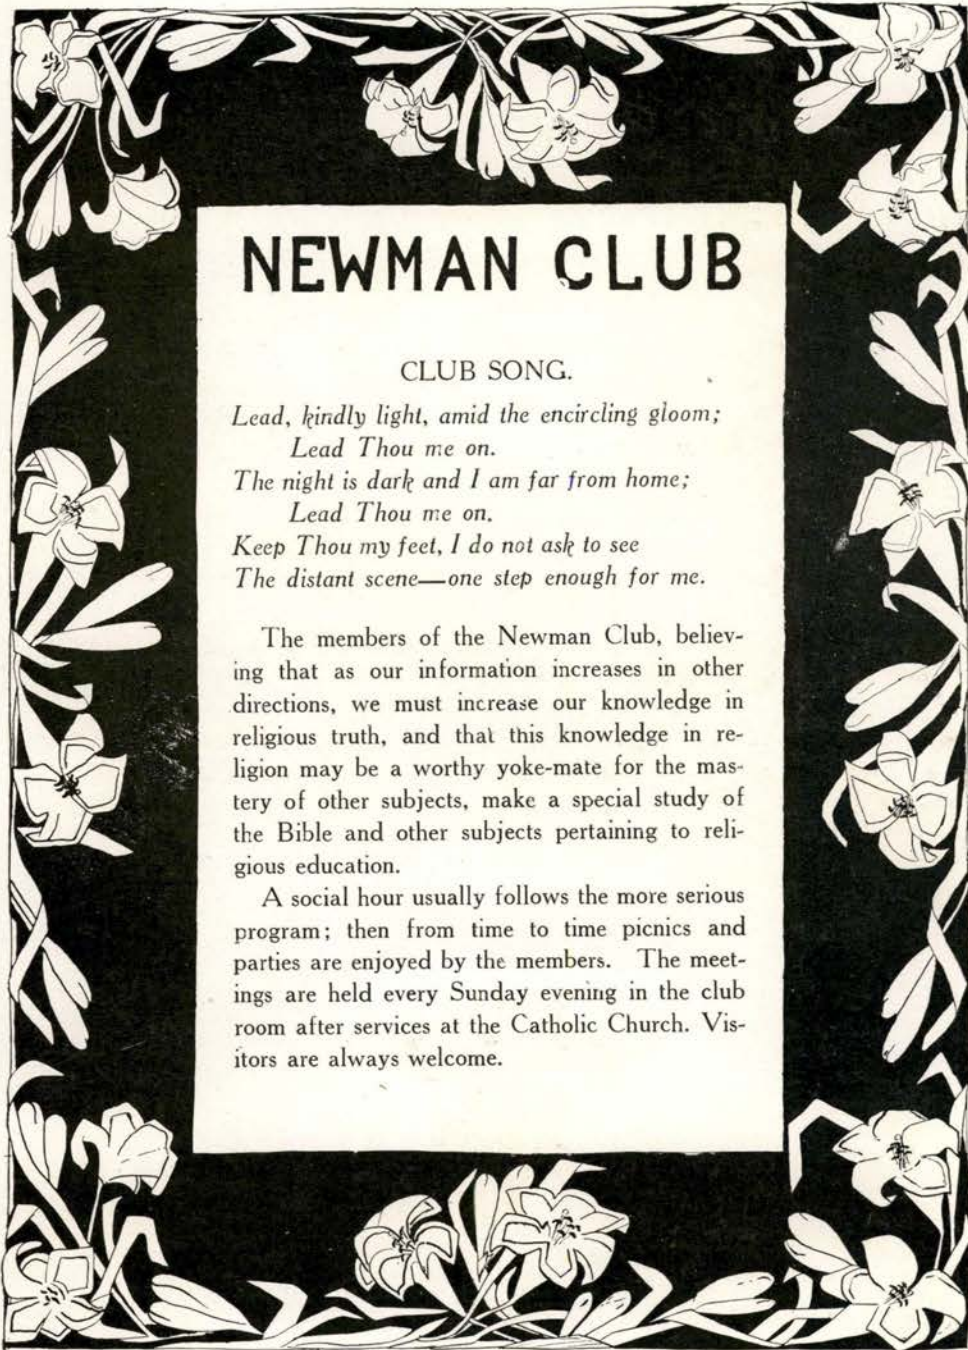 NEWMAN CLUB
CLUB SONG.
Lead, kindly light, amid the encircling gloom;
Lead Thou me on.
The night is dark and I am far from home;
Lead Thou me on.
Keep Thou my feet, I do not ask to see
The distant scene—one step enough for me.
The members of the Newman Club, believ-
ing that as our information increases in other
directions, we must increase our knowledge in
religious truth, and that this knowledge in re-
ligion may be a worthy yoke-mate for the mas-
tery of other subjects, make a special study of
the Bible and other subjects pertaining to reli-
gious education.
A social hour usually follows the more serious
program; then from time to time picnics and
parties are enjoyed by the members. The meet-
ings are held every Sunday evening in the club
room after services at the Catholic Church. Vis-
itors are always welcome.